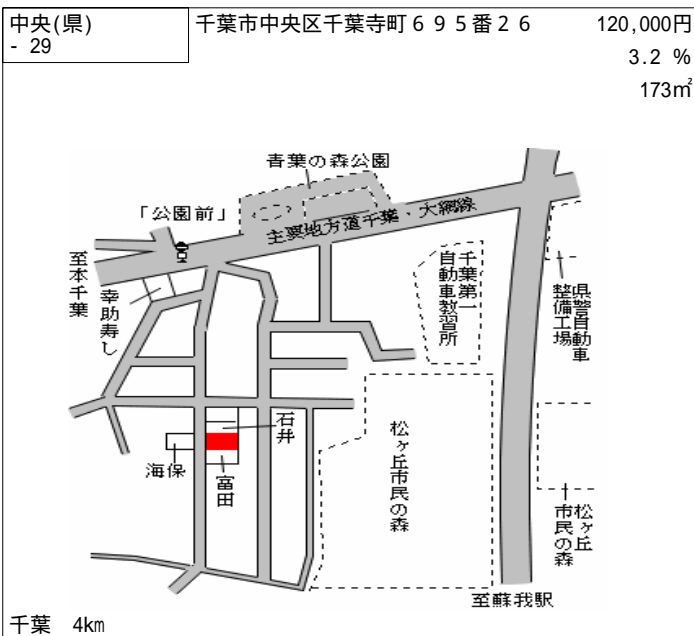 中央(県)
- 29
千葉市中央区千葉寺町６９５番２６
120,000円
3.2 %
173㎡
青葉の森公園
「公園前」
主要地方道千葉・大網線
至本千葉
幸助寿し
千葉第一
自動車教習所
県警自動車
整備工場
石井
海保
富田
松ヶ丘市民の森
松ヶ丘
市民の森
至蘇我駅
千葉 4km